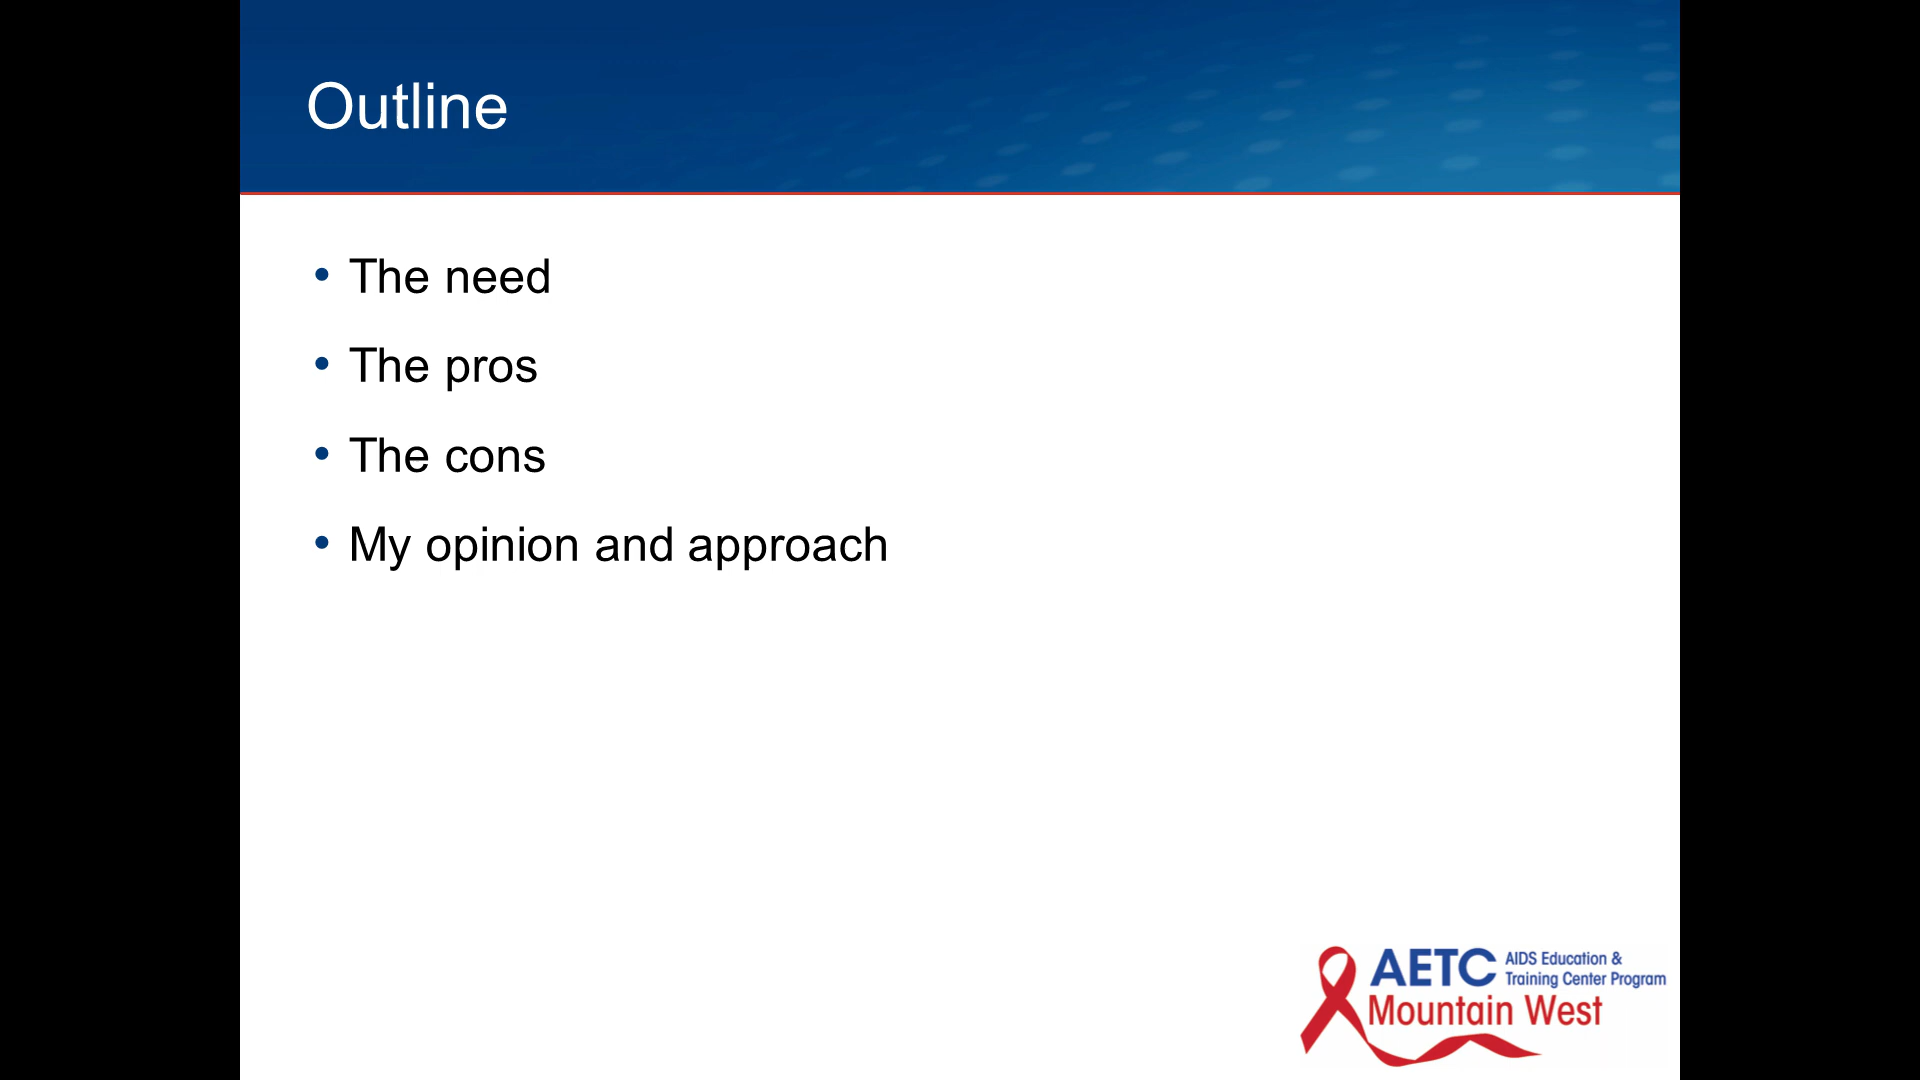 Outline
• The need
• The pros
• The cons
• My opinion and approach
AETC AIDS Education &
Training Center Program
Mountain West